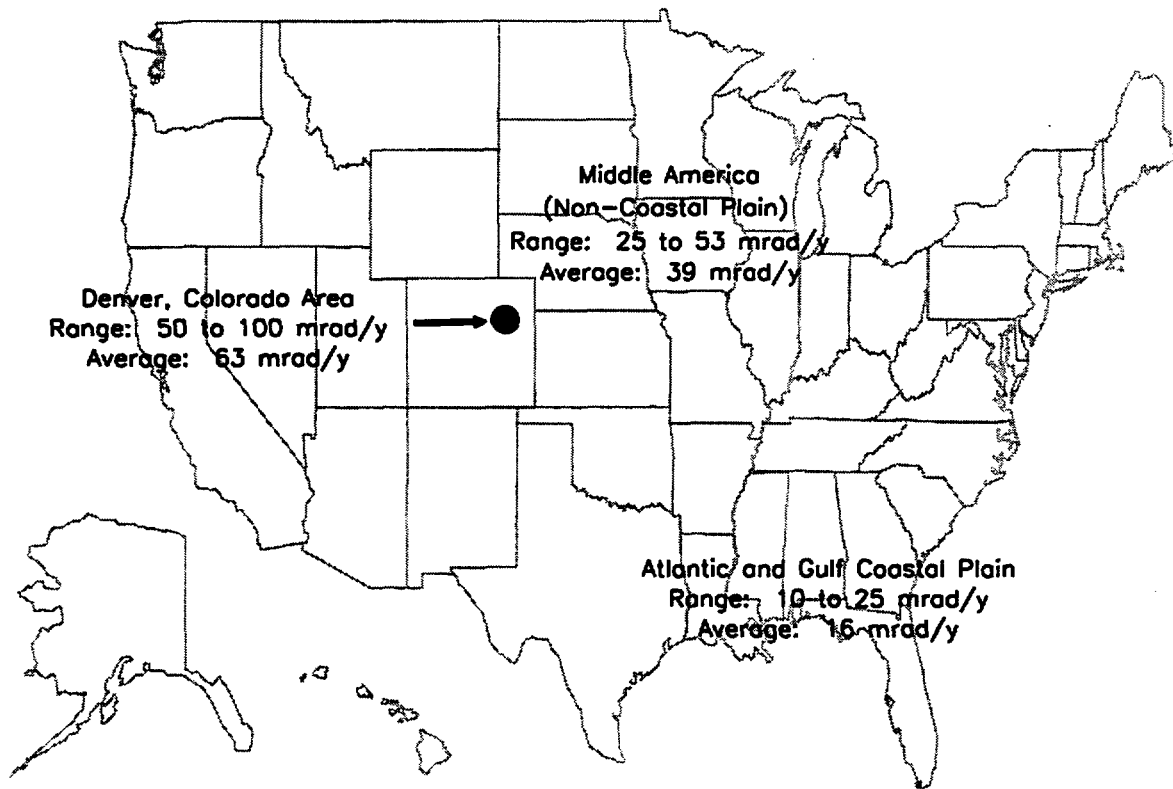 Middle America
(Non-Coastal Plain)
Range: 25 to 53 mrad/y
Average: 39 mrad/y
Denver, Colorado Area
Range: 50 to 100 mrad/y
Average: 63 mrad/y
Atlantic and Gulf Coastal Plain
Range: 10 to 25 mrad/y
Average: 16 mrad/y